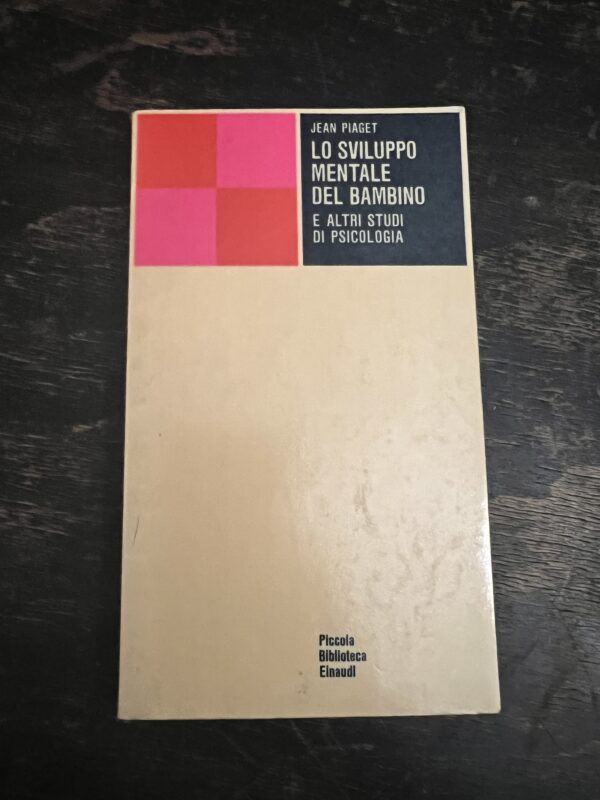 JEAN PIAGET
LO SVILUPPO
MENTALE
DEL BAMBINO
E ALTRI STUDI
DI PSICOLOGIA
Piccola
Biblioteca
Einaudi